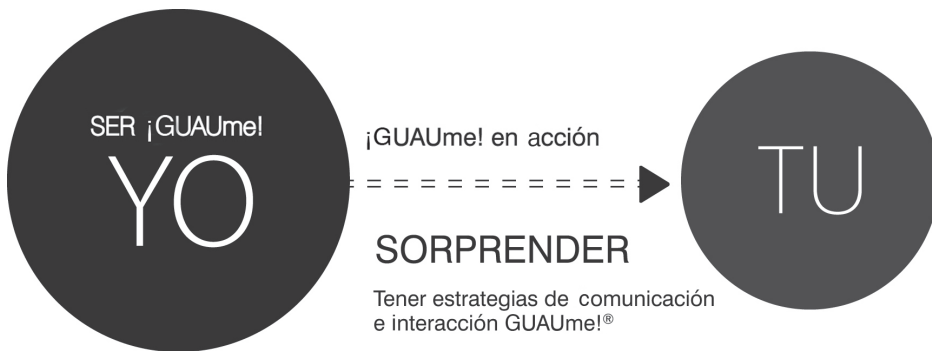 SER ¡GUAUme!
YO
¡GUAUme! en acción
SORPRENDER
Tener estrategias de comunicación
e interacción GUAUme!®
TU